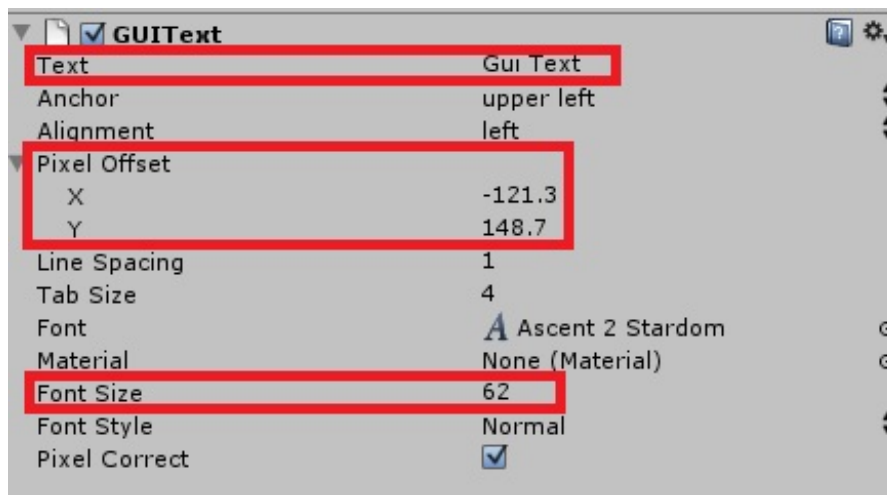 GUIText
Text Gui Text
Anchor upper left
Alignment left
Pixel Offset
X -121.3
Y 148.7
Line Spacing 1
Tab Size 4
Font A Ascent 2 Stardom
Material None (Material)
Font Size 62
Font Style Normal
Pixel Correct